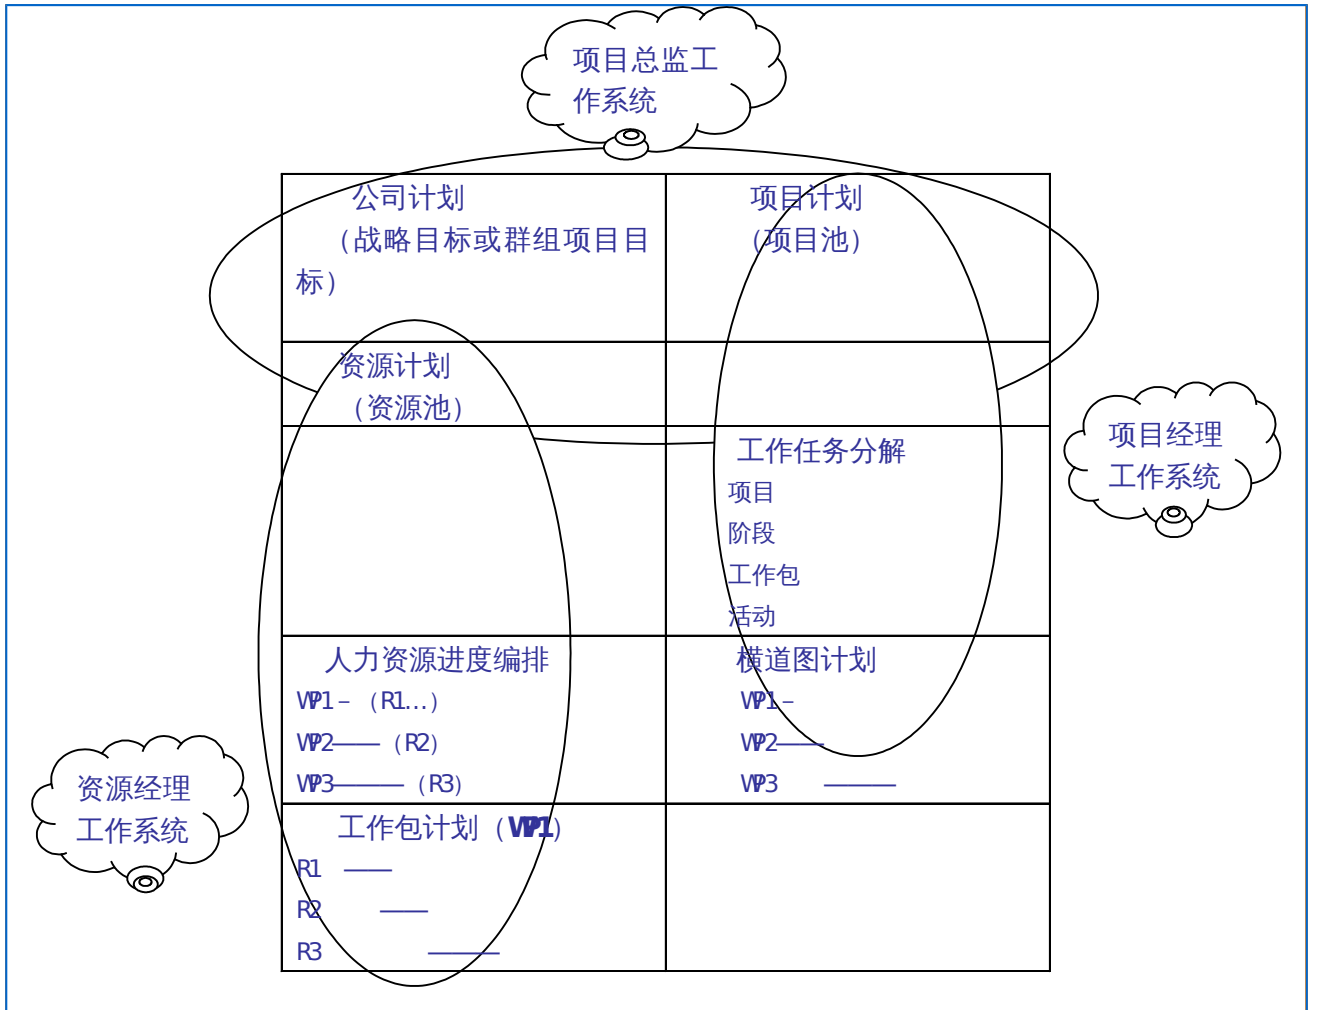 项目总监工
作系统
公司计划
（战略目标或群组项目目
标）
项目计划
（项目池）
资源计划
（资源池）
工作任务分解
项目
阶段
工作包
活动
项目经理
工作系统
人力资源进度编排
WP1－（R1…）
WP2——（R2）
WP3———（R3）
横道图计划
WP1－
WP2——
WP3 ———
资源经理
工作系统
工作包计划（WP1）
R1 ——
R2 ——
R3 ———